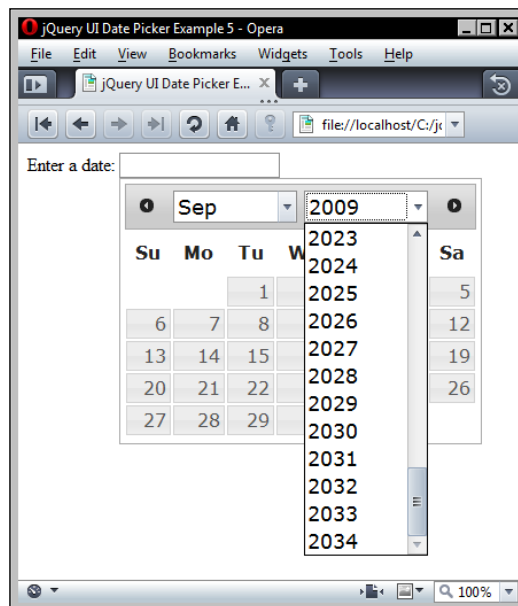 jQuery UI Date Picker Example 5 - Opera
File Edit View Bookmarks Widgets Tools Help
jQuery UI Date Picker E...
file://localhost/C:/jq
Enter a date:
Sep 2009
Su Mo Tu W Sa
1 5
6 7 8 12
13 14 15 19
20 21 22 26
27 28 29
2023
2024
2025
2026
2027
2028
2029
2030
2031
2032
2033
2034
100%